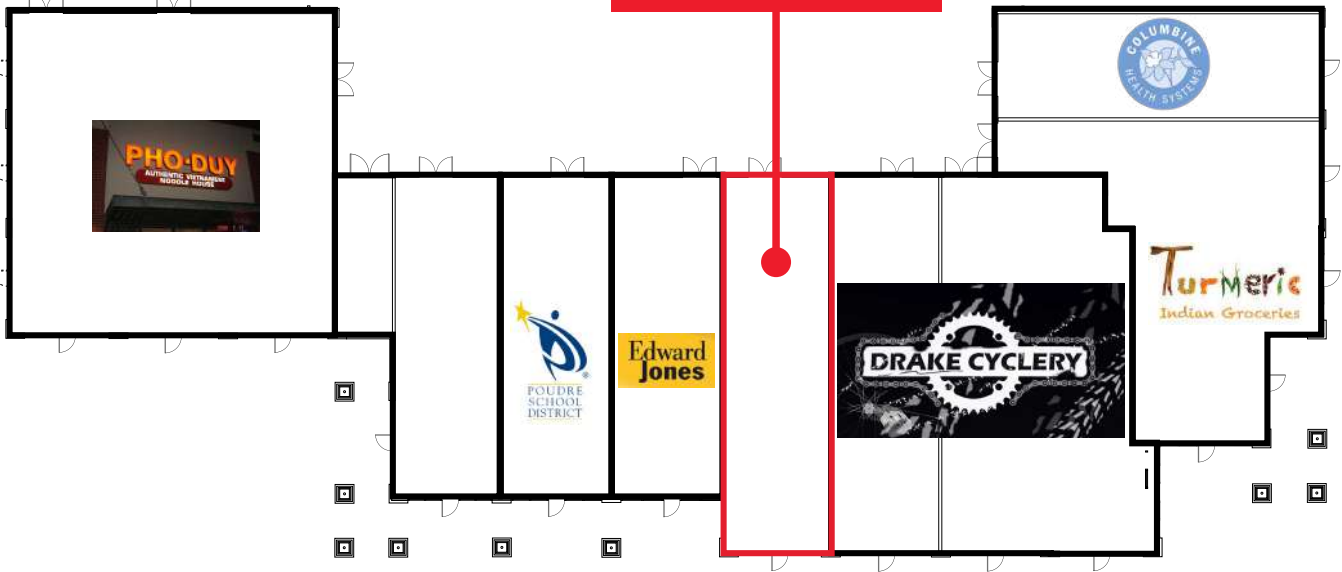 COLUMBINE
HEALTH SYSTEMS
PHO·DUY
AUTHENTIC VIETNAMESE
NOODLE HOUSE
Turmeric
Indian Groceries
POUDRE
SCHOOL
DISTRICT
®
Edward
Jones
DRAKE CYCLERY